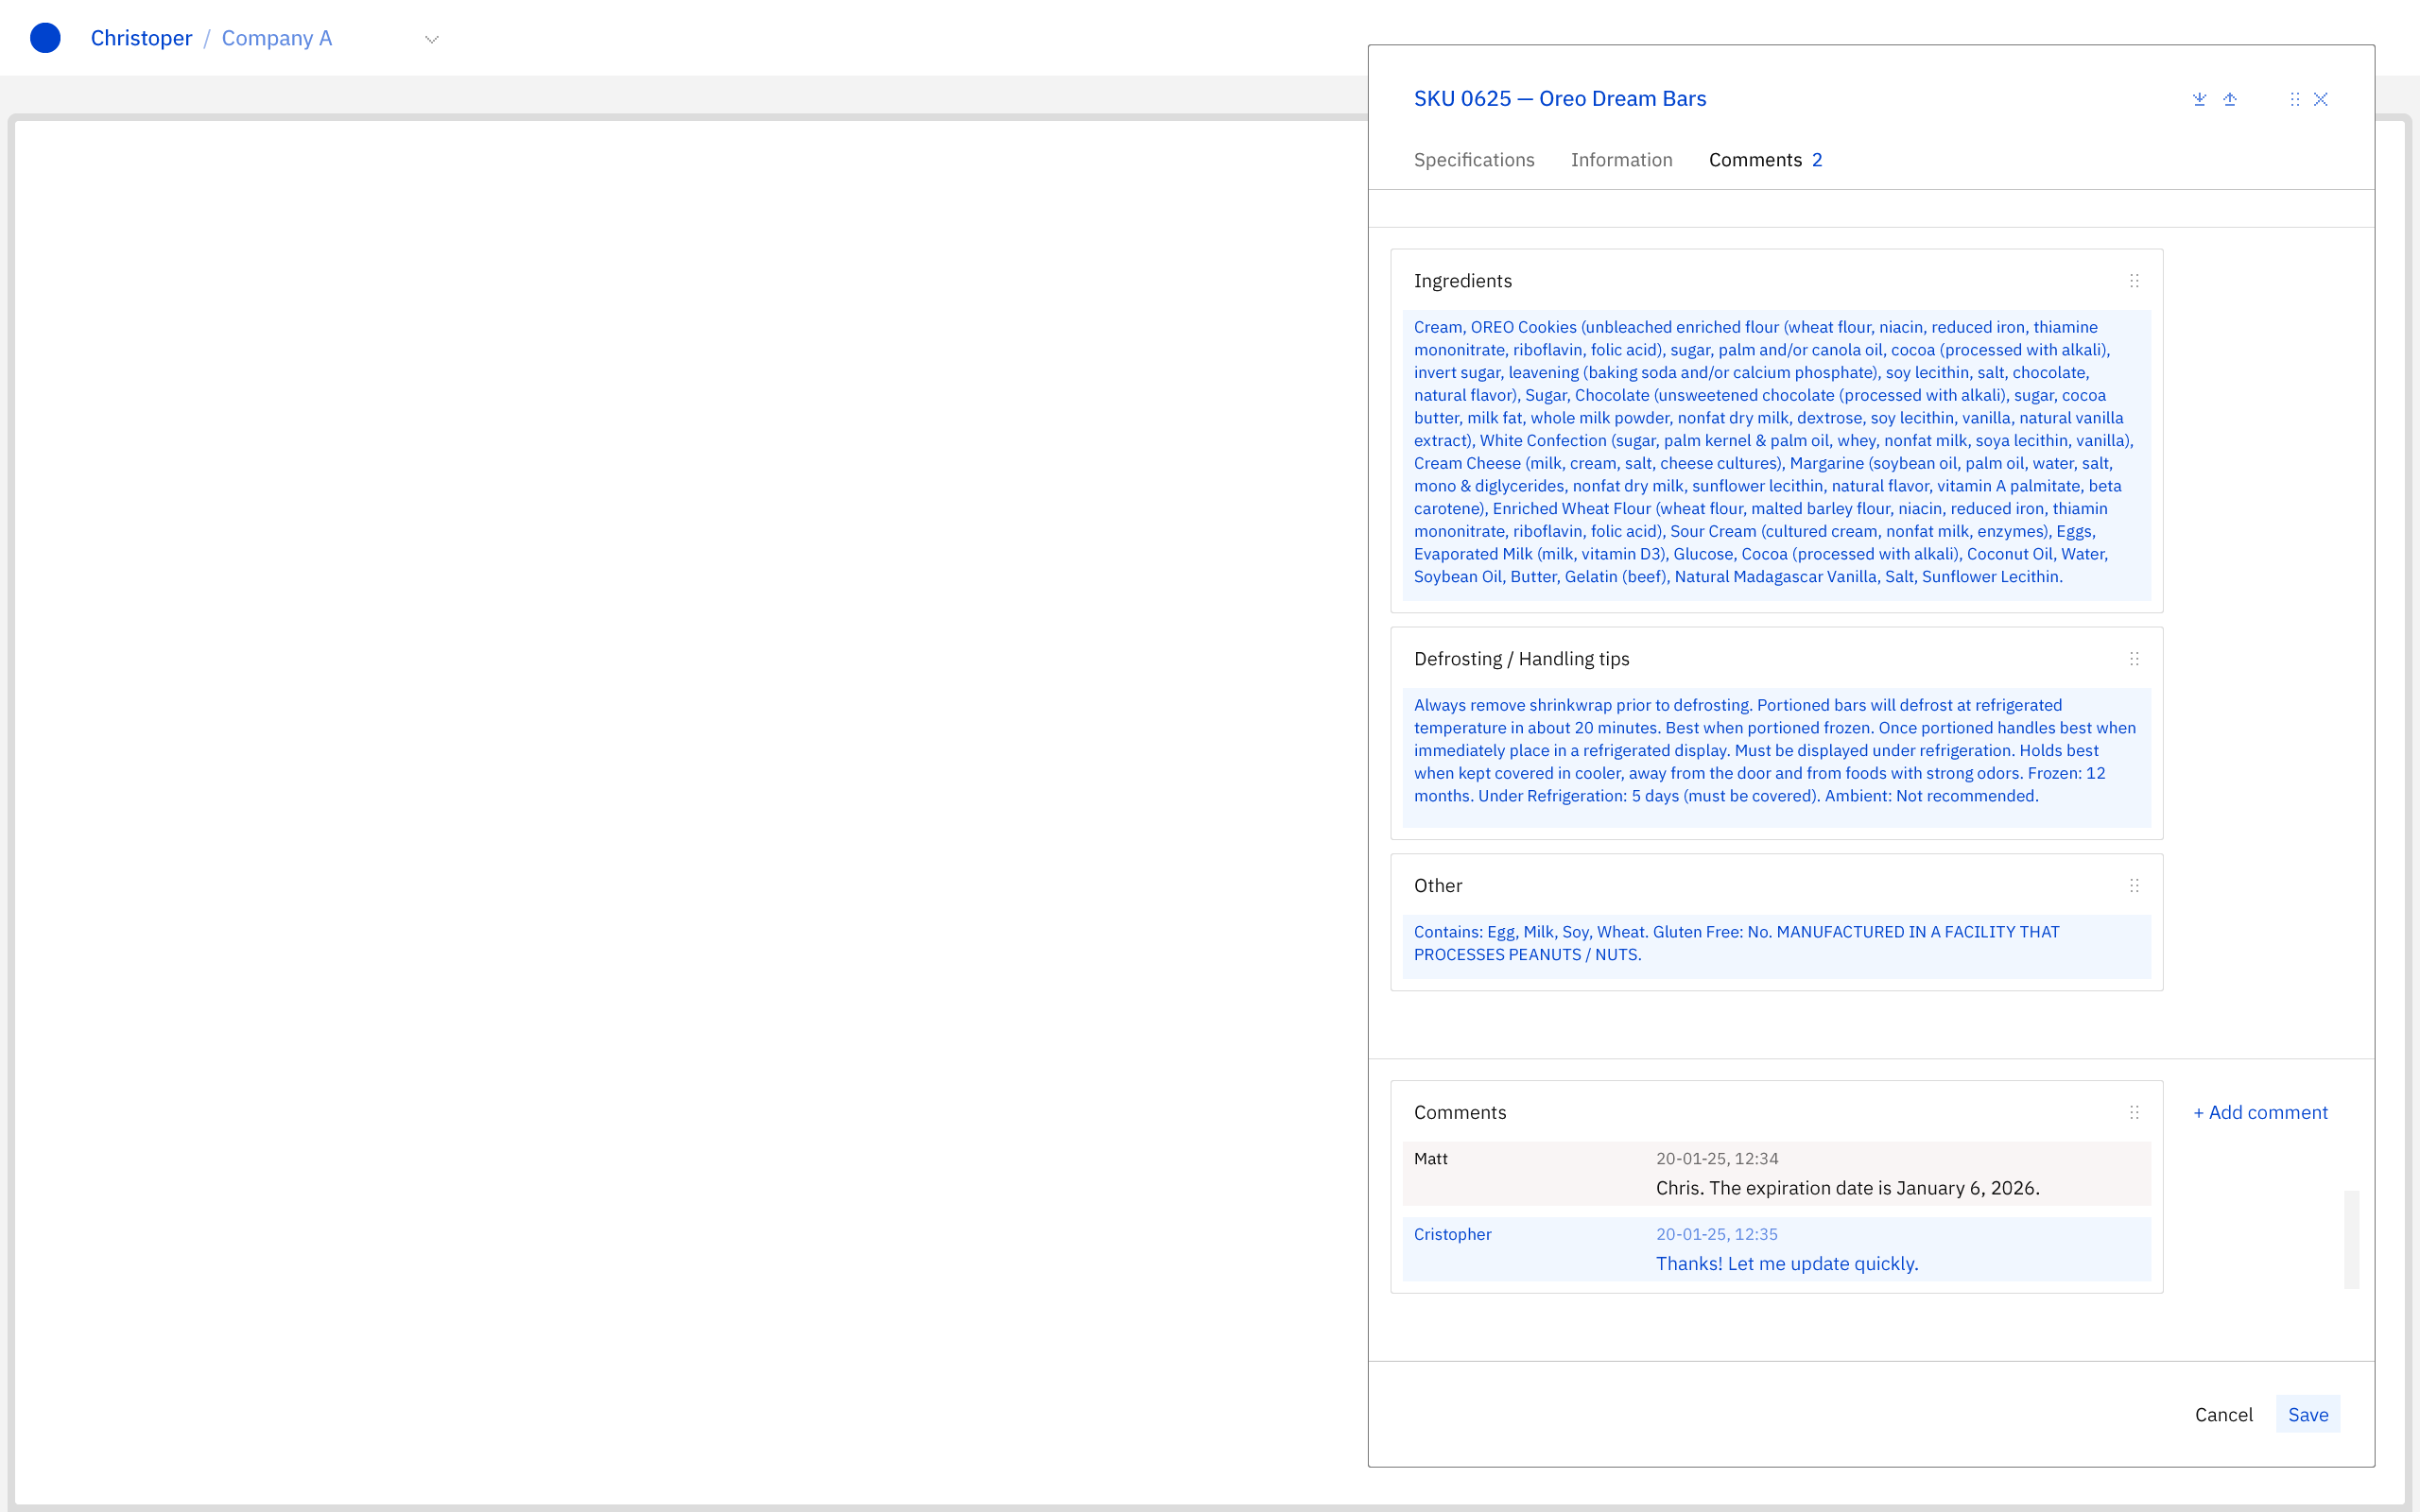 Christoper / Company A
SKU 0625 — Oreo Dream Bars
Specifications Information Comments 2
Ingredients
Cream, OREO Cookies (unbleached enriched flour (wheat flour, niacin, reduced iron, thiamine
mononitrate, riboflavin, folic acid), sugar, palm and/or canola oil, cocoa (processed with alkali),
invert sugar, leavening (baking soda and/or calcium phosphate), soy lecithin, salt, chocolate,
natural flavor), Sugar, Chocolate (unsweetened chocolate (processed with alkali), sugar, cocoa
butter, milk fat, whole milk powder, nonfat dry milk, dextrose, soy lecithin, vanilla, natural vanilla
extract), White Confection (sugar, palm kernel & palm oil, whey, nonfat milk, soya lecithin, vanilla),
Cream Cheese (milk, cream, salt, cheese cultures), Margarine (soybean oil, palm oil, water, salt,
mono & diglycerides, nonfat dry milk, sunflower lecithin, natural flavor, vitamin A palmitate, beta
carotene), Enriched Wheat Flour (wheat flour, malted barley flour, niacin, reduced iron, thiamin
mononitrate, riboflavin, folic acid), Sour Cream (cultured cream, nonfat milk, enzymes), Eggs,
Evaporated Milk (milk, vitamin D3), Glucose, Cocoa (processed with alkali), Coconut Oil, Water,
Soybean Oil, Butter, Gelatin (beef), Natural Madagascar Vanilla, Salt, Sunflower Lecithin.
Defrosting / Handling tips
Always remove shrinkwrap prior to defrosting. Portioned bars will defrost at refrigerated
temperature in about 20 minutes. Best when portioned frozen. Once portioned handles best when
immediately place in a refrigerated display. Must be displayed under refrigeration. Holds best
when kept covered in cooler, away from the door and from foods with strong odors. Frozen: 12
months. Under Refrigeration: 5 days (must be covered). Ambient: Not recommended.
Other
Contains: Egg, Milk, Soy, Wheat. Gluten Free: No. MANUFACTURED IN A FACILITY THAT
PROCESSES PEANUTS / NUTS.
Comments
+ Add comment
Matt
20-01-25, 12:34
Chris. The expiration date is January 6, 2026.
Cristopher
20-01-25, 12:35
Thanks! Let me update quickly.
Cancel Save